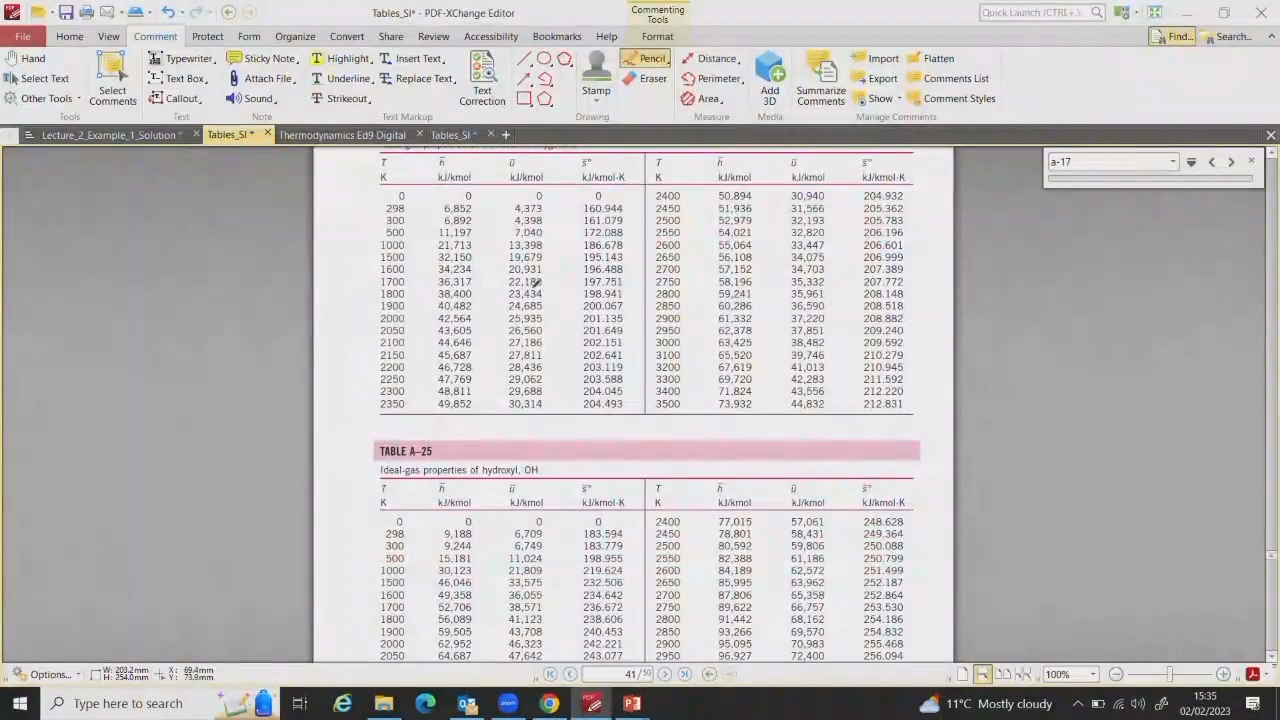 Tables_SI* - PDF-XChange Editor
Commenting
Tools
Quick Launch (CTRL+.)
File Home View Comment Protect Form Organize Convert Share Review Accessibility Bookmarks Help Format Find... Search...
Hand
Select Text
Other Tools
Tools
Select
Comments
Typewriter
Text Box
Callout
Text
Sticky Note
Attach File
Sound
Note
Highlight
Underline
Strikeout
Insert Text
Replace Text
Text Markup
Text
Correction
Drawing
Pencil
Eraser
Stamp
Distance
Perimeter
Area
Measure
Add
3D
Media
Summarize
Comments
Import
Export
Show
Flatten
Comments List
Comment Styles
Manage Comments
Lecture_2_Example_1_Solution * Tables_SI * Thermodynamics Ed9 Digital Tables_SI *
a-17
T h̄ ū s̄° T h̄ ū s̄°
K kJ/kmol kJ/kmol kJ/kmol·K K kJ/kmol kJ/kmol kJ/kmol·K
0 0 0 0 2400 50,894 30,940 204.932
298 6,852 4,373 160.944 2450 51,936 31,566 205.362
300 6,892 4,398 161.079 2500 52,979 32,193 205.783
500 11,197 7,040 172.088 2550 54,021 32,820 206.196
1000 21,713 13,398 186.678 2600 55,064 33,447 206.601
1500 32,150 19,679 195.143 2650 56,108 34,075 206.999
1600 34,234 20,931 196.488 2700 57,152 34,703 207.389
1700 36,317 197.751 2750 58,196 35,332 207.772
1800 38,400 23,434 198.941 2800 59,241 35,961 208.148
1900 40,482 24,685 200.067 2850 60,286 36,590 208.518
2000 42,564 25,935 201.135 2900 61,332 37,220 208.882
2050 43,605 26,560 201.649 2950 62,378 37,851 209.240
2100 44,646 27,186 202.151 3000 63,425 38,482 209.592
2150 45,687 27,811 202.641 3100 65,520 39,746 210.279
2200 46,728 28,436 203.119 3200 67,619 41,013 210.945
2250 47,769 29,062 203.588 3300 69,720 42,283 211.592
2300 48,811 29,688 204.045 3400 71,824 43,556 212.220
2350 49,852 30,314 204.493 3500 73,932 44,832 212.831
TABLE A–25
Ideal-gas properties of hydroxyl, OH
T h̄ ū s̄° T h̄ ū s̄°
K kJ/kmol kJ/kmol kJ/kmol·K K kJ/kmol kJ/kmol kJ/kmol·K
0 0 0 0 2400 77,015 57,061 248.628
298 9,188 6,709 183.594 2450 78,801 58,431 249.364
300 9,244 6,749 183.779 2500 80,592 59,806 250.088
500 15,181 11,024 198.955 2550 82,388 61,186 250.799
1000 30,123 21,809 219.624 2600 84,189 62,572 251.499
1500 46,046 33,575 232.506 2650 85,995 63,962 252.187
1600 49,358 36,055 234.642 2700 87,806 65,358 252.864
1700 52,706 38,571 236.672 2750 89,622 66,757 253.530
1800 56,089 41,123 238.606 2800 91,442 68,162 254.186
1900 59,505 43,708 240.453 2850 93,266 69,570 254.832
2000 62,952 46,323 242.221 2900 95,095 70,983 255.468
2050 64,687 47,642 243.077 2950 96,927 72,400 256.094
Options... W: 203.2mm X: 69.4mm
H: 254.0mm Y: 73.9mm
41 / 50
100%
Type here to search
zoom
11°C Mostly cloudy
15:35
02/02/2023